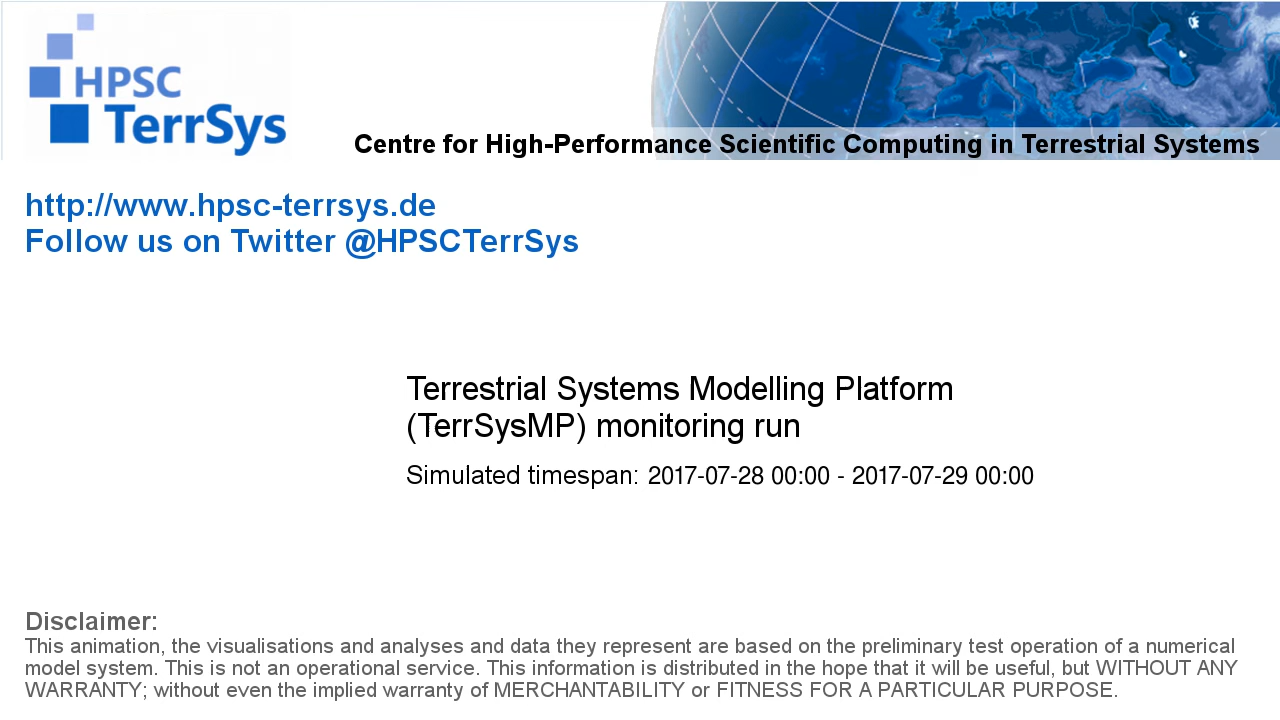 HPSC
TerrSys
Centre for High-Performance Scientific Computing in Terrestrial Systems
http://www.hpsc-terrsys.de
Follow us on Twitter @HPSCTerrSys
Terrestrial Systems Modelling Platform
(TerrSysMP) monitoring run
Simulated timespan: 2017-07-28 00:00 - 2017-07-29 00:00
Disclaimer:
This animation, the visualisations and analyses and data they represent are based on the preliminary test operation of a numerical
model system. This is not an operational service. This information is distributed in the hope that it will be useful, but WITHOUT ANY
WARRANTY; without even the implied warranty of MERCHANTABILITY or FITNESS FOR A PARTICULAR PURPOSE.